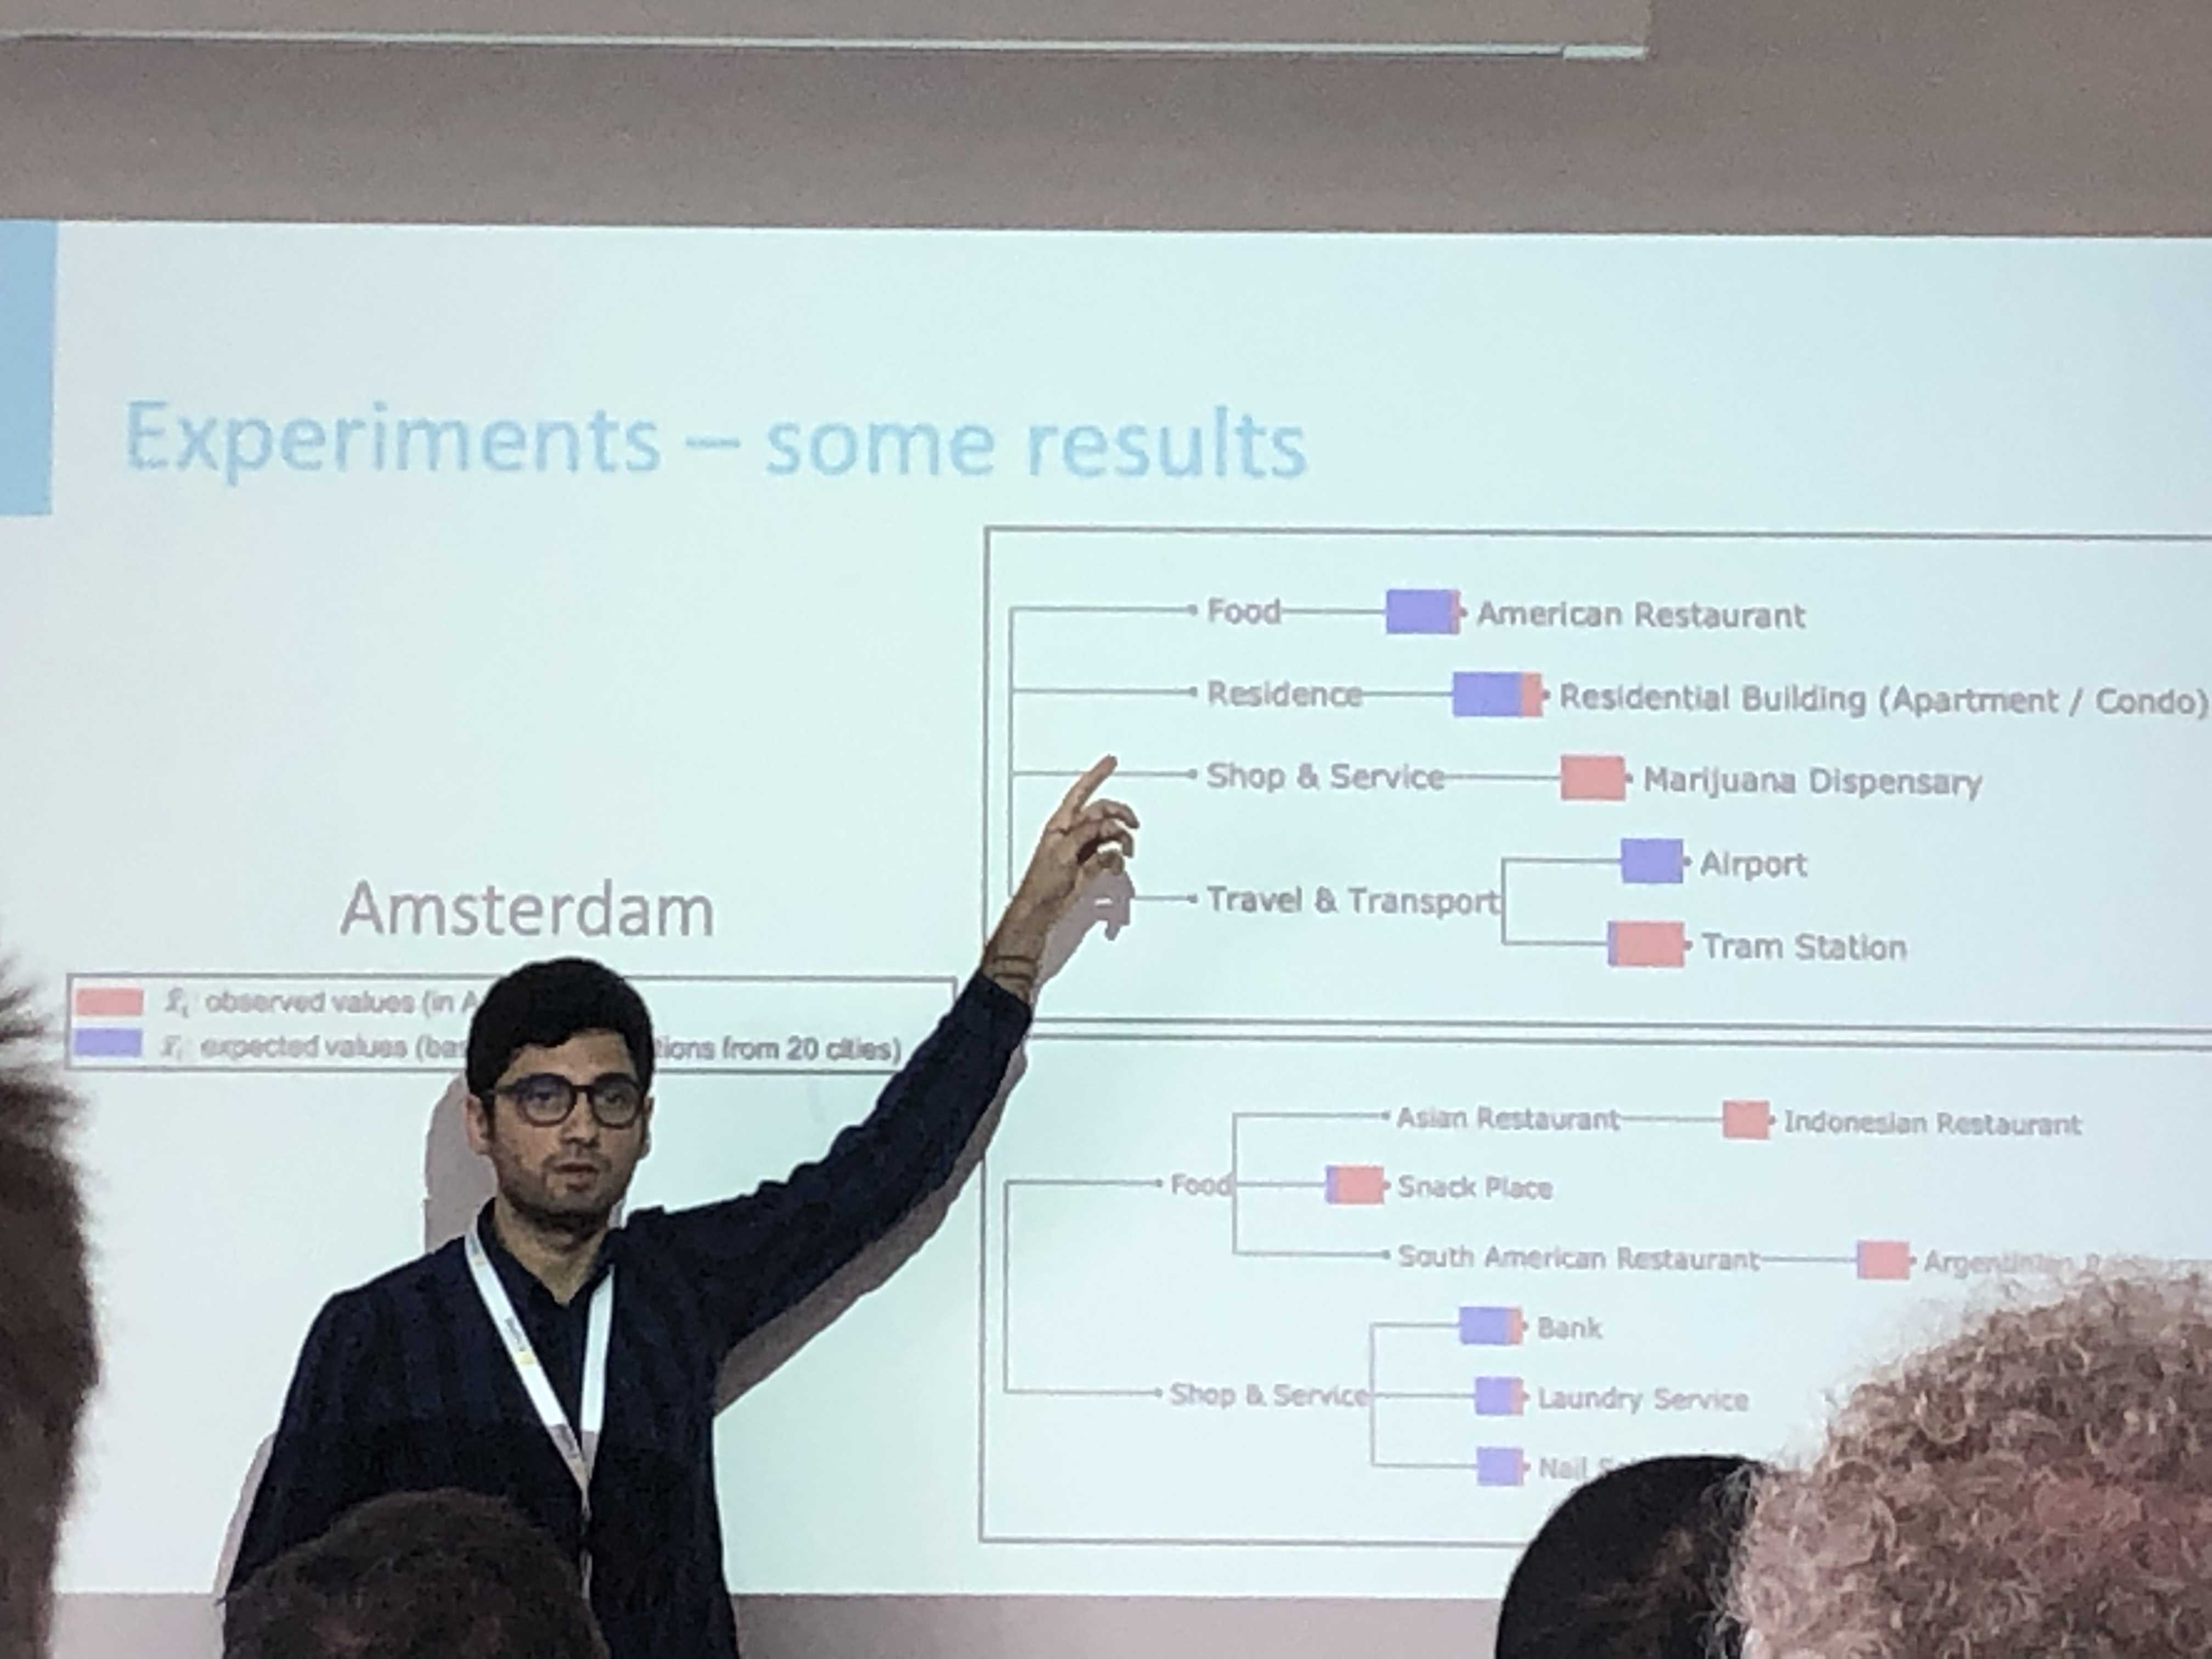 Experiments – some results
Food American Restaurant
Residence Residential Building (Apartment / Condo)
Shop & Service Marijuana Dispensary
Airport
Travel & Transport
Tram Station
Amsterdam
observed values (in
expected values tions from 20 cities)
Asian Restaurant Indonesian Restaurant
Food Snack Place
South American Restaurant
Bank
Shop & Service Laundry Service
Nail